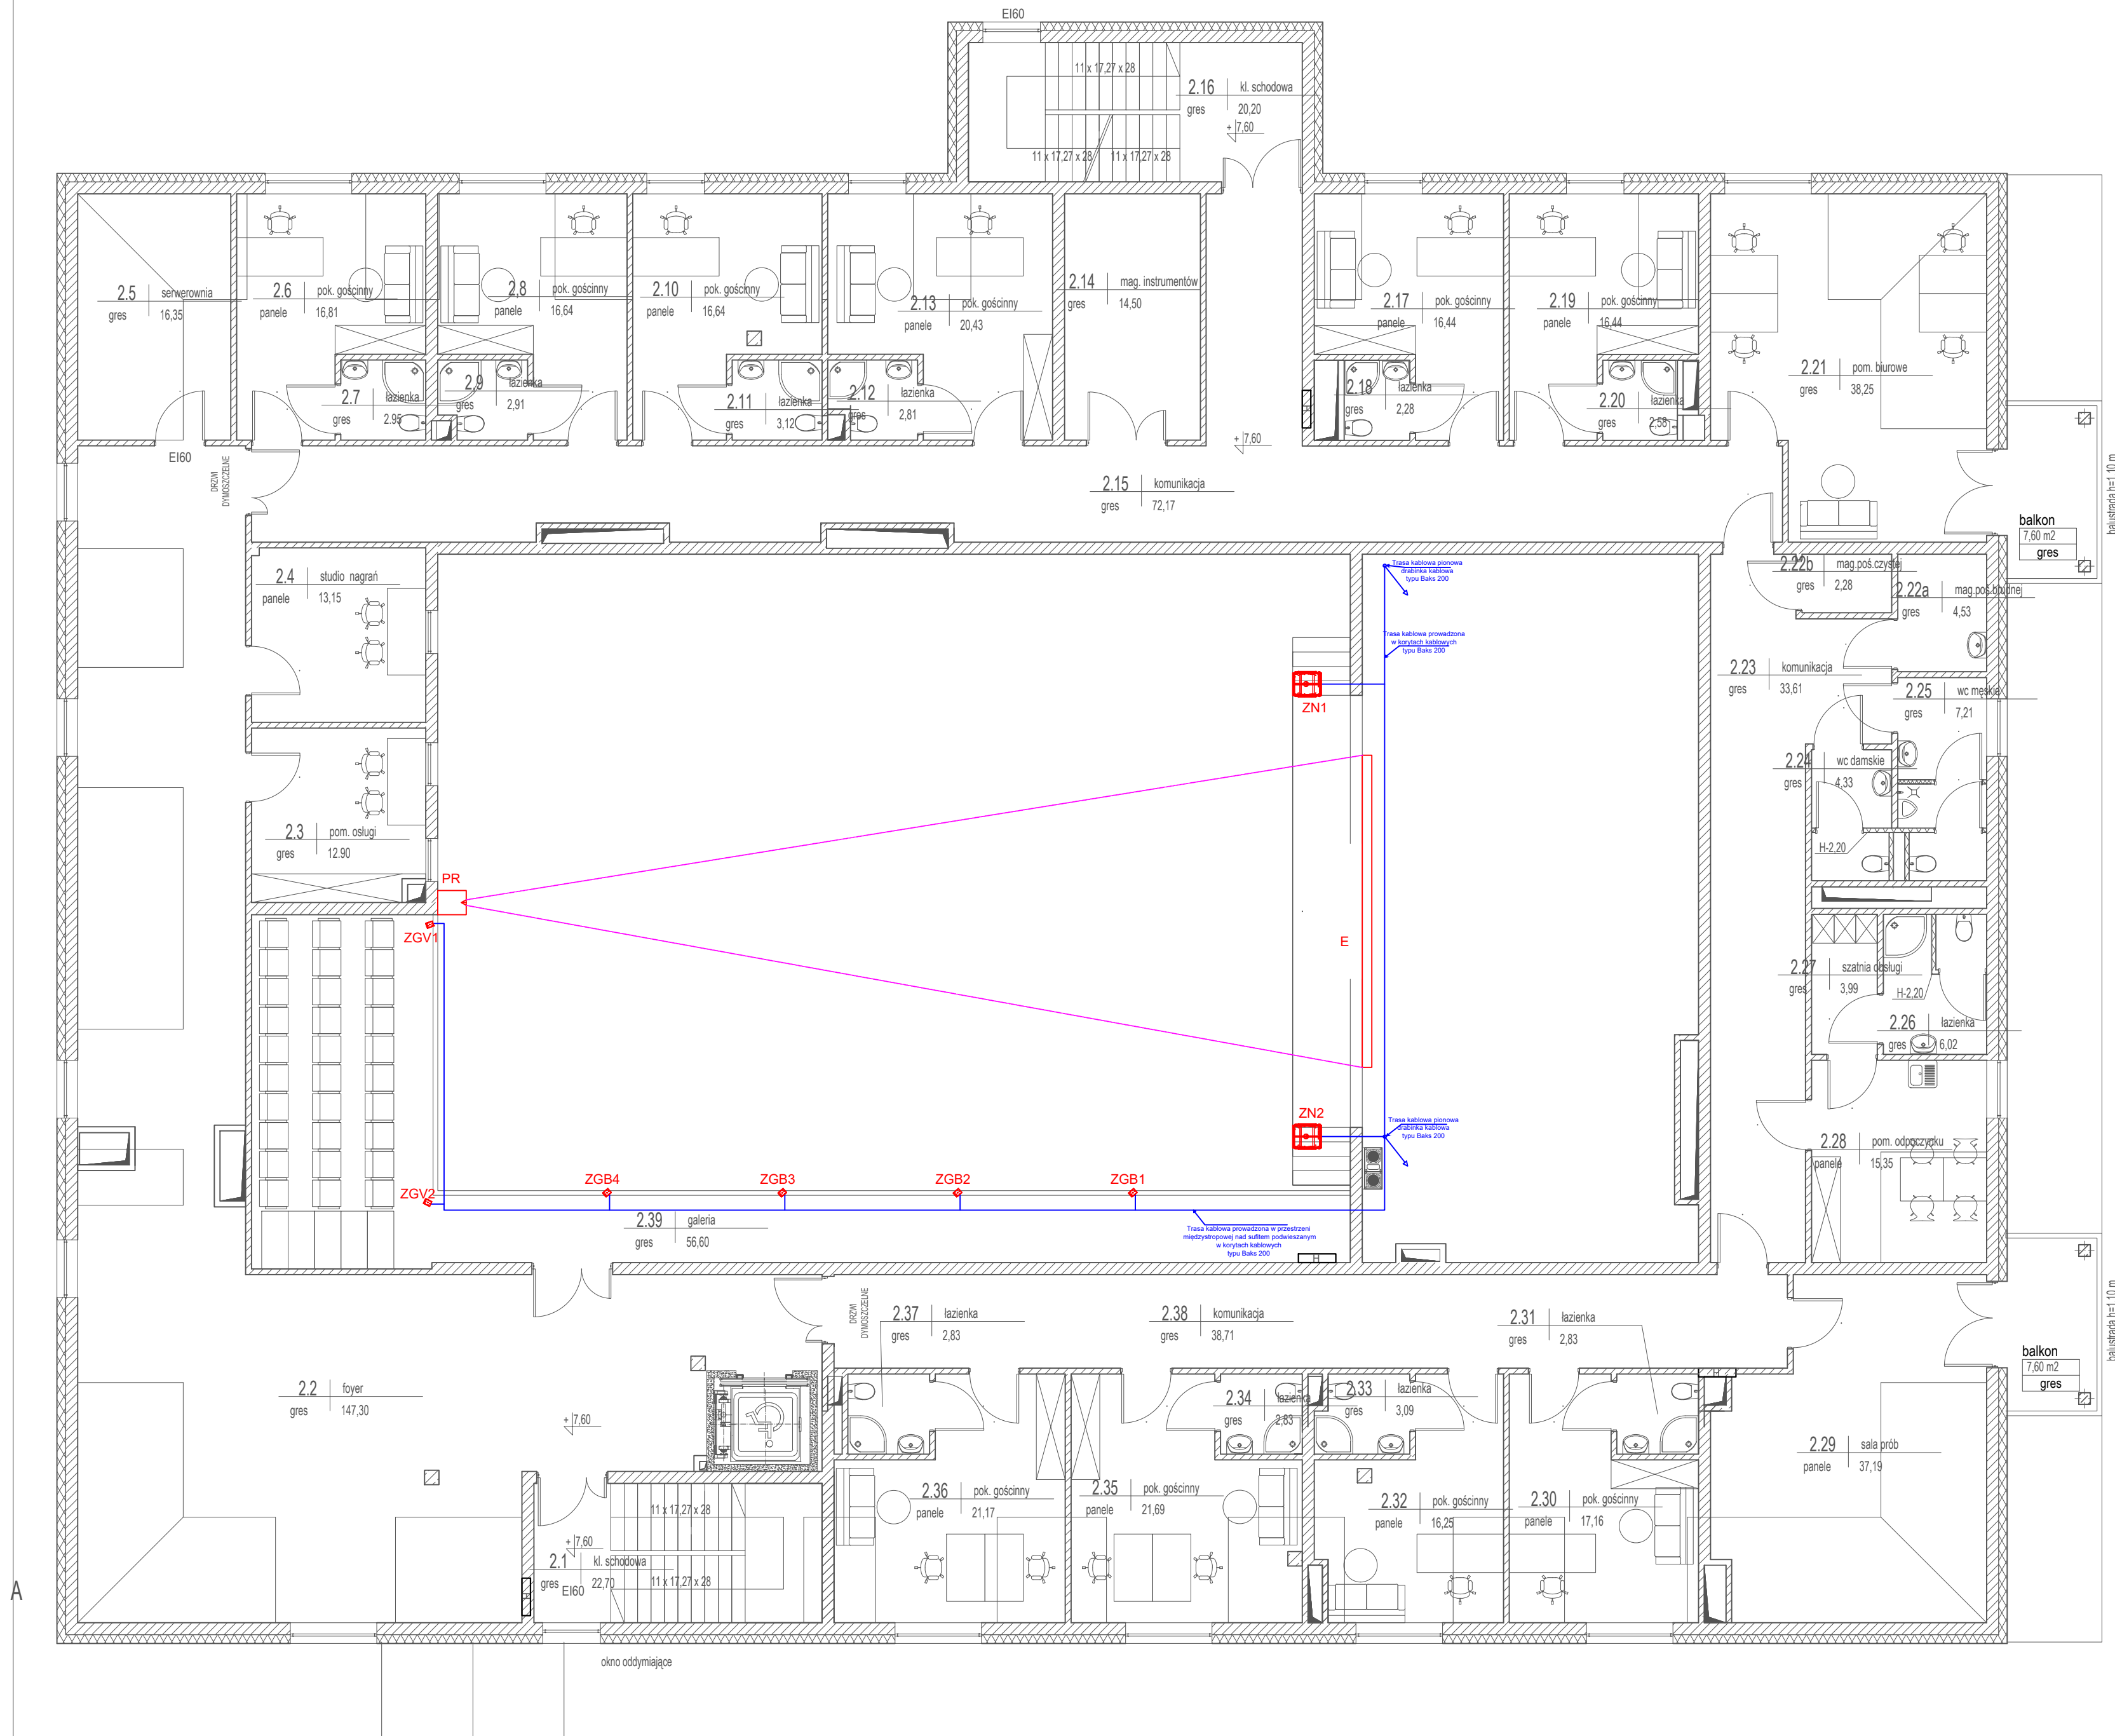 EI60
11 x 17,27 x 28
2.16 kl. schodowa
gres 20,20
+ 7,60
11 x 17,27 x 28 11 x 17,27 x 28
2.5 serwerownia
gres 16,35
2.6 pok. gościnny
panele 16,81
2,8 pok. gościnny
panele 16,64
2.10 pok. gościnny
panele 16,64
2.13 pok. gościnny
panele 20,43
2.14 mag. instrumentów
gres 14,50
2.17 pok. gościnny
panele 16,44
2.19 pok. gościnny
panele 16,44
2.21 pom. biurowe
gres 38,25
2.7 łazienka
gres 2.95
2.9 łazienka
gres 2,91
2.11 łazienka
gres 3,12
2.12 łazienka
gres 2,81
2.18 łazienka
gres 2,28
2.20 łazienka
gres 2,58
EI60
DRZWI
DYMOSZCZELNE
+ 7,60
2.15 komunikacja
gres 72,17
balustrada h=1.10 m
balkon
7,60 m2
gres
2.4 studio nagrań
panele 13,15
Trasa kablowa pionowa
drabinka kablowa
typu Baks 200
2.22b mag.poś.czystej
gres 2,28
2.22a mag.poś.brudnej
gres 4,53
Trasa kablowa prowadzona
w korytach kablowych
typu Baks 200
2.23 komunikacja
gres 33,61
ZN1
2.25 wc męskie
gres 7,21
2.24 wc damskie
gres 4,33
2.3 pom. osługi
gres 12.90
H-2,20
PR
ZGV1
E
2.27 szatnia obsługi
gres 3,99
H-2,20
2.26 łazienka
gres 6,02
ZN2
Trasa kablowa pionowa
drabinka kablowa
typu Baks 200
2.28 pom. odpoczynku
panele 15,35
ZGV2
ZGB4
ZGB3
ZGB2
ZGB1
2.39 galeria
gres 56,60
Trasa kablowa prowadzona w przestrzeni
międzystropowej nad sufitem podwieszanym
w korytach kablowych
typu Baks 200
DRZWI
DYMOSZCZELNE
2.37 łazienka
gres 2,83
2.38 komunikacja
gres 38,71
2.31 łazienka
gres 2,83
balustrada h=1.10 m
balkon
7,60 m2
gres
2.2 foyer
gres 147,30
+ 7,60
2.34 łazienka
gres 2,83
2.33 łazienka
gres 3,09
2.29 sala prób
panele 37,19
2.36 pok. gościnny
panele 21,17
2.35 pok. gościnny
panele 21,69
2.32 pok. gościnny
panele 16,25
2.30 pok. gościnny
panele 17,16
11 x 17,27 x 28
+ 7,60
2.1 kl. schodowa
gres 22,70
EI60
11 x 17,27 x 28
A
okno oddymiające